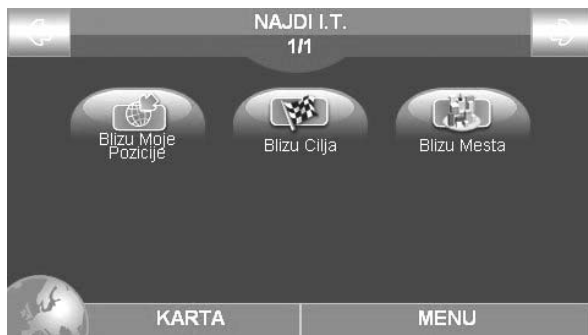 NAJDI I.T.
1/1
Blizu Moje
Pozicije
Blizu Cilja
Blizu Mesta
KARTA
MENU